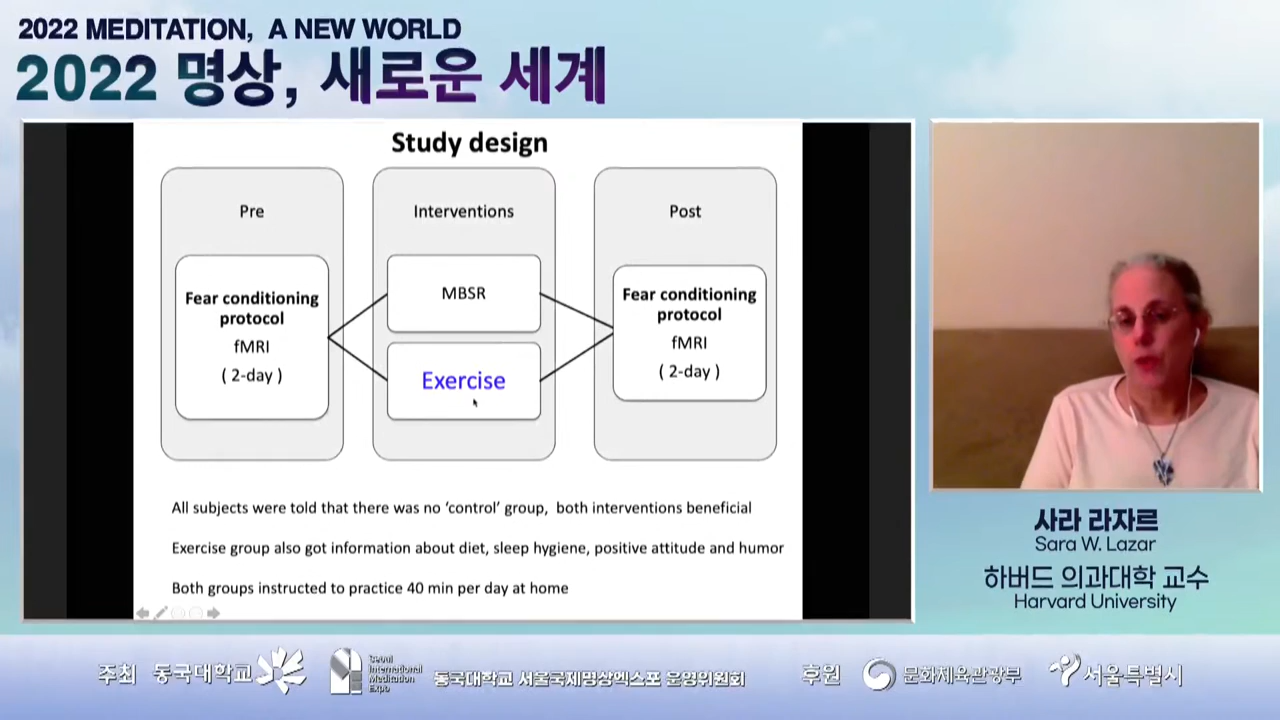 2022 MEDITATION, A NEW WORLD
2022 명상, 새로운 세계
Study design
Pre
Fear conditioning
protocol
fMRI
( 2-day )
Interventions
MBSR
Exercise
Post
Fear conditioning
protocol
fMRI
( 2-day )
All subjects were told that there was no ‘control’ group, both interventions beneficial
Exercise group also got information about diet, sleep hygiene, positive attitude and humor
Both groups instructed to practice 40 min per day at home
사라 라자르
Sara W. Lazar
하버드 의과대학 교수
Harvard University
주최 동국대학교
Seoul
International
Meditation
Expo
동국대학교 서울국제명상엑스포 운영위원회
후원 문화체육관광부 서울특별시